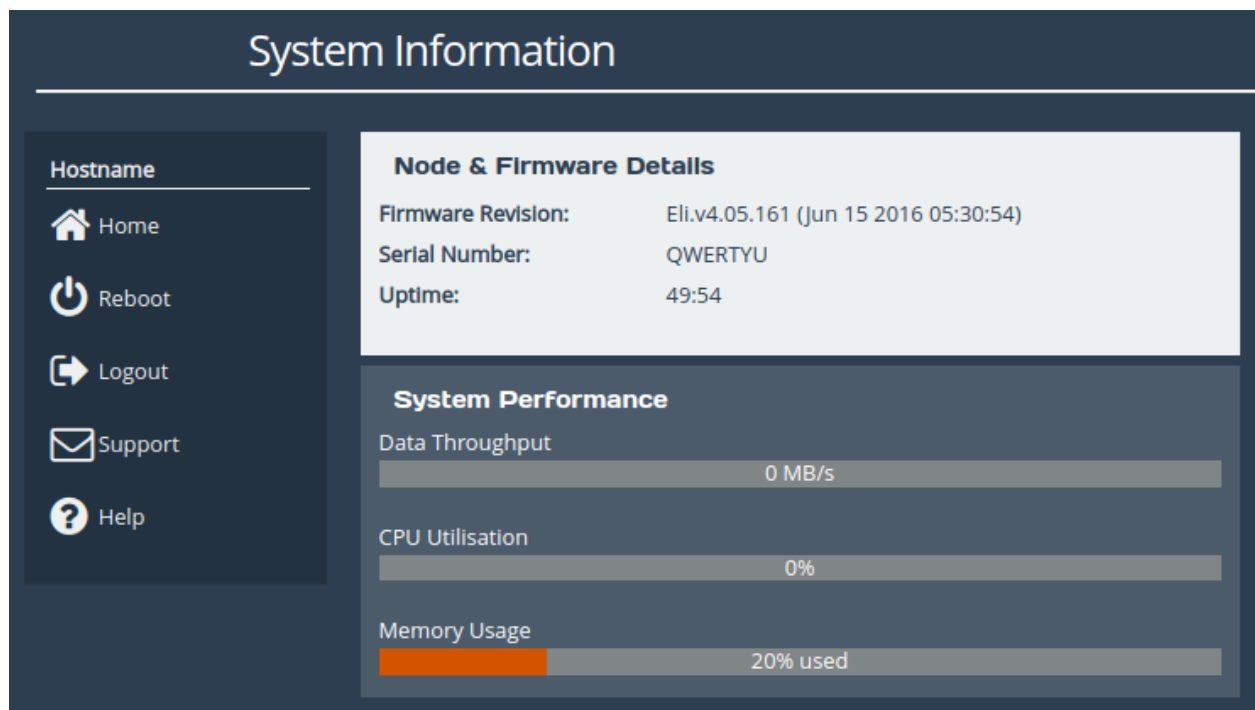 System Information
Hostname
Home
Reboot
Logout
Support
Help
Node & Firmware Details
Firmware Revision: Eli.v4.05.161 (Jun 15 2016 05:30:54)
Serial Number: QWERTYU
Uptime: 49:54
System Performance
Data Throughput
0 MB/s
CPU Utilisation
0%
Memory Usage
20% used